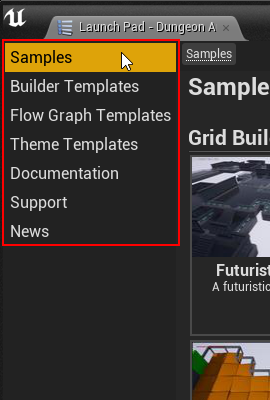 Launch Pad - Dungeon A
Samples
Builder Templates
Flow Graph Templates
Theme Templates
Documentation
Support
News
Samples
Sample
Grid Buil
Futurist
A futuristic